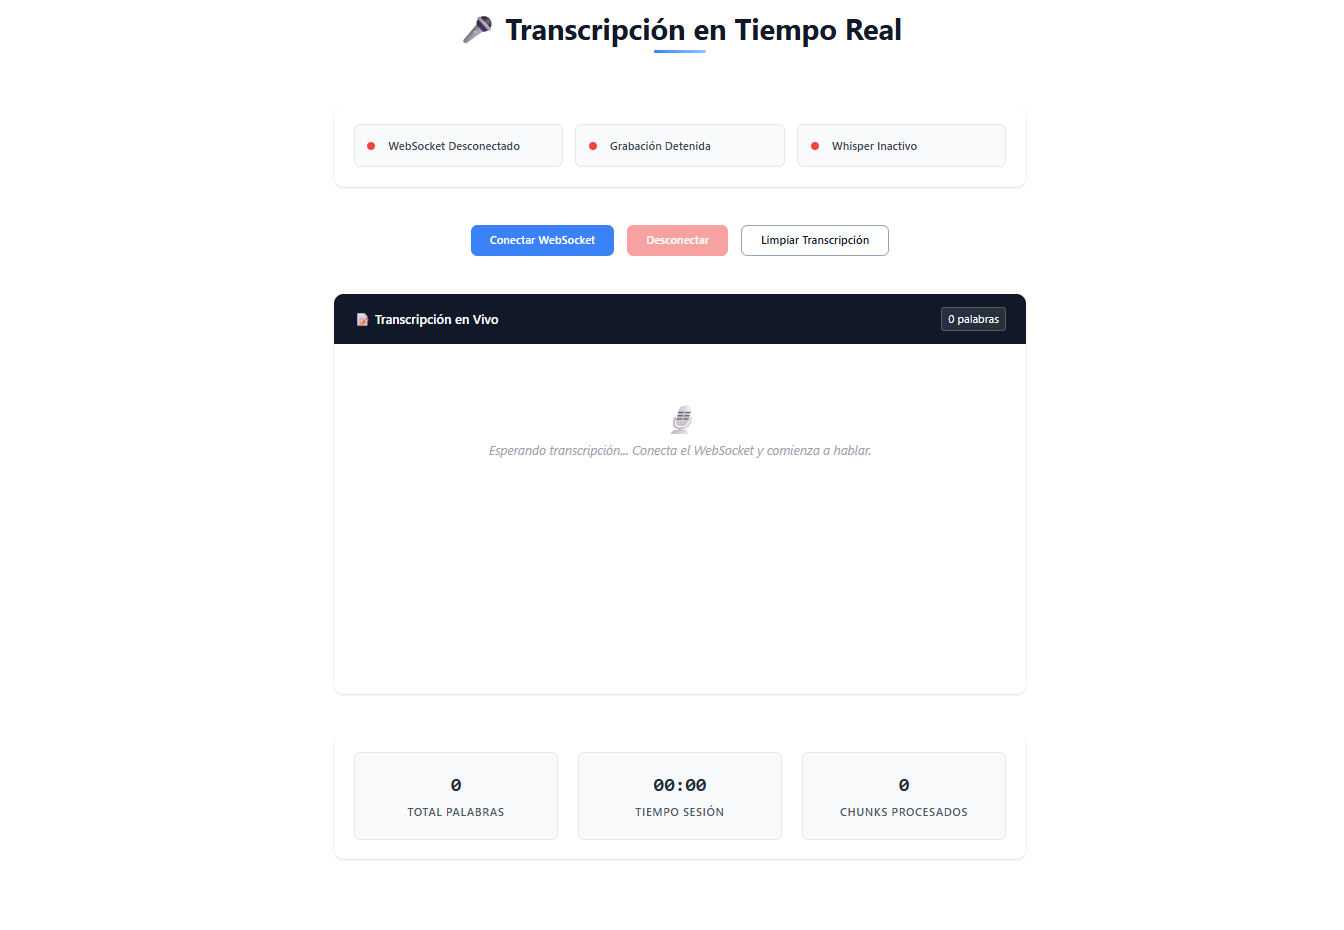 Transcripción en Tiempo Real
WebSocket Desconectado
Grabación Detenida
Whisper Inactivo
Conectar WebSocket
Desconectar
Limpiar Transcripción
Transcripción en Vivo
0 palabras
Esperando transcripción... Conecta el WebSocket y comienza a hablar.
0
TOTAL PALABRAS
00:00
TIEMPO SESIÓN
0
CHUNKS PROCESADOS